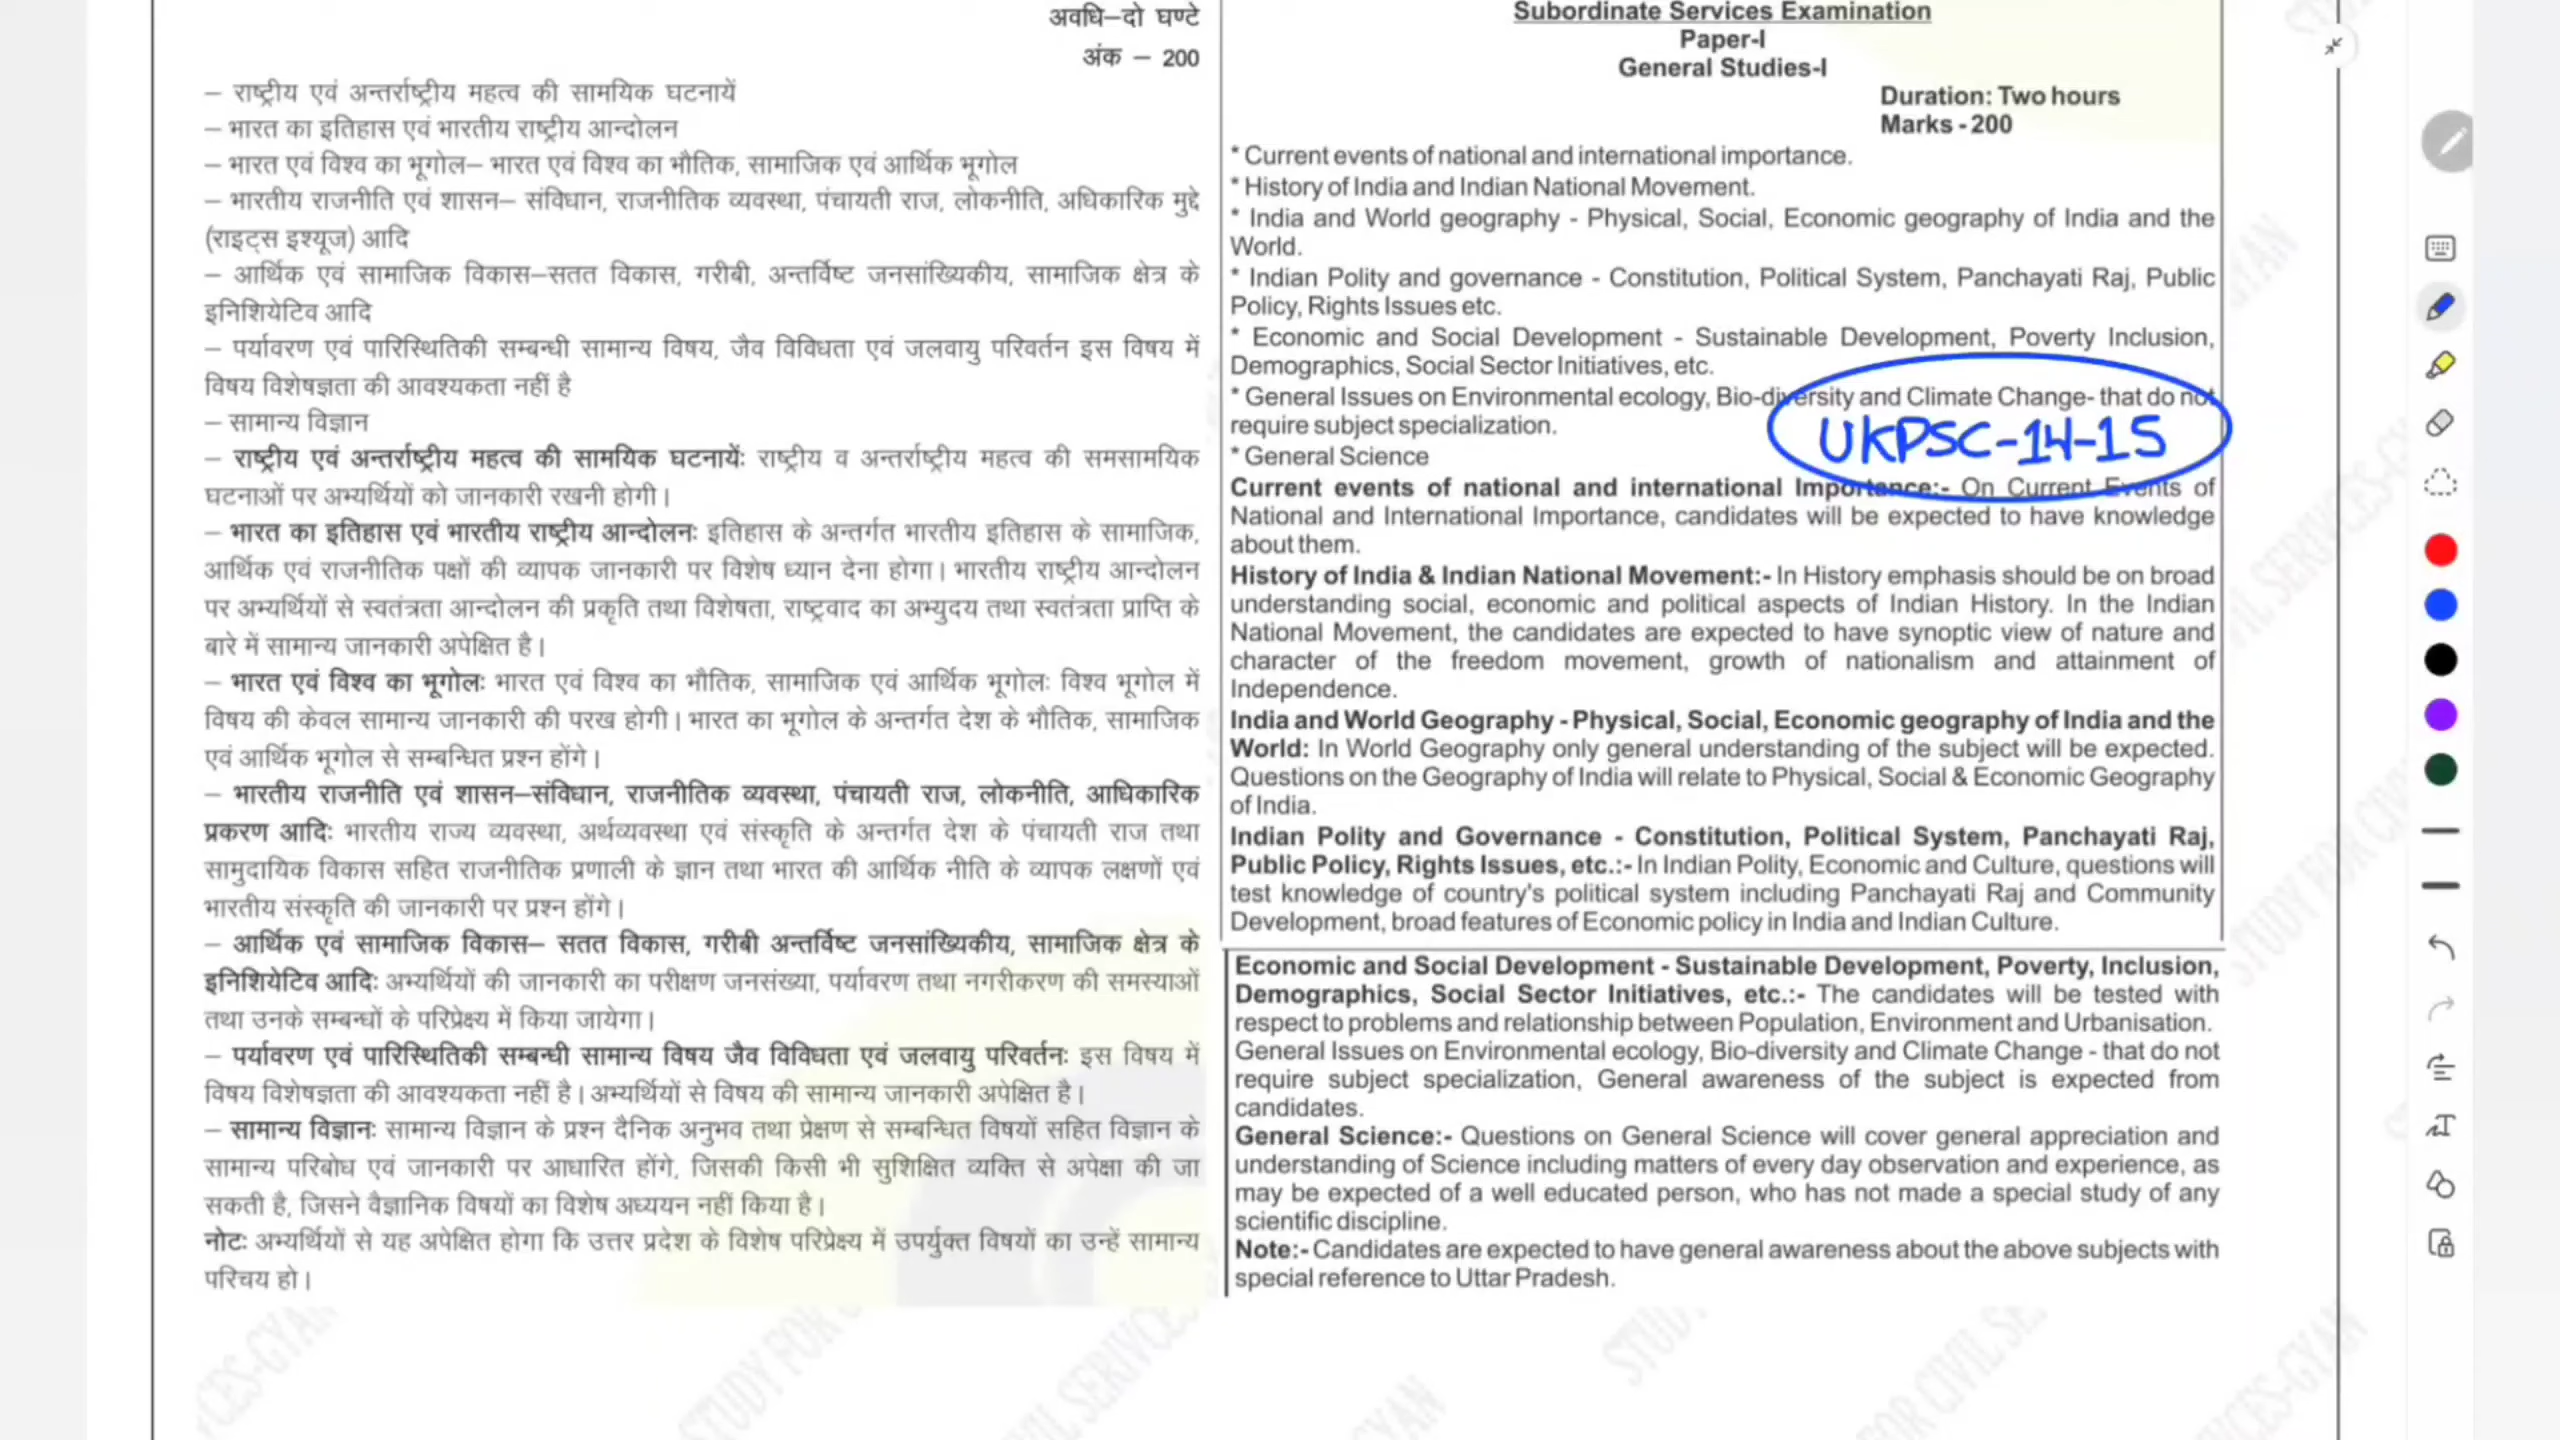 अवधि–दो घण्टे
अंक – 200
– राष्ट्रीय एवं अन्तर्राष्ट्रीय महत्व की सामयिक घटनायें
– भारत का इतिहास एवं भारतीय राष्ट्रीय आन्दोलन
– भारत एवं विश्व का भूगोल– भारत एवं विश्व का भौतिक, सामाजिक एवं आर्थिक भूगोल
– भारतीय राजनीति एवं शासन– संविधान, राजनीतिक व्यवस्था, पंचायती राज, लोकनीति, अधिकारिक मुद्दे
(राइट्स इश्यूज) आदि
– आर्थिक एवं सामाजिक विकास–सतत विकास, गरीबी, अन्तर्विष्ट जनसांख्यिकीय, सामाजिक क्षेत्र के
इनिशियेटिव आदि
– पर्यावरण एवं पारिस्थितिकी सम्बन्धी सामान्य विषय, जैव विविधता एवं जलवायु परिवर्तन इस विषय में
विषय विशेषज्ञता की आवश्यकता नहीं है
– सामान्य विज्ञान
– राष्ट्रीय एवं अन्तर्राष्ट्रीय महत्व की सामयिक घटनायें: राष्ट्रीय व अन्तर्राष्ट्रीय महत्व की समसामयिक
घटनाओं पर अभ्यर्थियों को जानकारी रखनी होगी।
– भारत का इतिहास एवं भारतीय राष्ट्रीय आन्दोलन: इतिहास के अन्तर्गत भारतीय इतिहास के सामाजिक,
आर्थिक एवं राजनीतिक पक्षों की व्यापक जानकारी पर विशेष ध्यान देना होगा। भारतीय राष्ट्रीय आन्दोलन
पर अभ्यर्थियों से स्वतंत्रता आन्दोलन की प्रकृति तथा विशेषता, राष्ट्रवाद का अभ्युदय तथा स्वतंत्रता प्राप्ति के
बारे में सामान्य जानकारी अपेक्षित है।
– भारत एवं विश्व का भूगोल: भारत एवं विश्व का भौतिक, सामाजिक एवं आर्थिक भूगोल: विश्व भूगोल में
विषय की केवल सामान्य जानकारी की परख होगी। भारत का भूगोल के अन्तर्गत देश के भौतिक, सामाजिक
एवं आर्थिक भूगोल से सम्बन्धित प्रश्न होंगे।
– भारतीय राजनीति एवं शासन–संविधान, राजनीतिक व्यवस्था, पंचायती राज, लोकनीति, आधिकारिक
प्रकरण आदि: भारतीय राज्य व्यवस्था, अर्थव्यवस्था एवं संस्कृति के अन्तर्गत देश के पंचायती राज तथा
सामुदायिक विकास सहित राजनीतिक प्रणाली के ज्ञान तथा भारत की आर्थिक नीति के व्यापक लक्षणों एवं
भारतीय संस्कृति की जानकारी पर प्रश्न होंगे।
– आर्थिक एवं सामाजिक विकास– सतत विकास, गरीबी अन्तर्विष्ट जनसांख्यिकीय, सामाजिक क्षेत्र के
इनिशियेटिव आदि: अभ्यर्थियों की जानकारी का परीक्षण जनसंख्या, पर्यावरण तथा नगरीकरण की समस्याओं
तथा उनके सम्बन्धों के परिप्रेक्ष्य में किया जायेगा।
– पर्यावरण एवं पारिस्थितिकी सम्बन्धी सामान्य विषय जैव विविधता एवं जलवायु परिवर्तन: इस विषय में
विषय विशेषज्ञता की आवश्यकता नहीं है। अभ्यर्थियों से विषय की सामान्य जानकारी अपेक्षित है।
– सामान्य विज्ञान: सामान्य विज्ञान के प्रश्न दैनिक अनुभव तथा प्रेक्षण से सम्बन्धित विषयों सहित विज्ञान के
सामान्य परिबोध एवं जानकारी पर आधारित होंगे, जिसकी किसी भी सुशिक्षित व्यक्ति से अपेक्षा की जा
सकती है, जिसने वैज्ञानिक विषयों का विशेष अध्ययन नहीं किया है।
नोट: अभ्यर्थियों से यह अपेक्षित होगा कि उत्तर प्रदेश के विशेष परिप्रेक्ष्य में उपर्युक्त विषयों का उन्हें सामान्य
परिचय हो।
Subordinate Services Examination
Paper-I
General Studies-I
Duration: Two hours
Marks - 200
* Current events of national and international importance.
* History of India and Indian National Movement.
* India and World geography - Physical, Social, Economic geography of India and the
World.
* Indian Polity and governance - Constitution, Political System, Panchayati Raj, Public
Policy, Rights Issues etc.
* Economic and Social Development - Sustainable Development, Poverty Inclusion,
Demographics, Social Sector Initiatives, etc.
* General Issues on Environmental ecology, Bio-diversity and Climate Change- that do not
require subject specialization.
UKPSC-14-15
* General Science
Current events of national and international Importance:- On Current Events of
National and International Importance, candidates will be expected to have knowledge
about them.
History of India & Indian National Movement:- In History emphasis should be on broad
understanding social, economic and political aspects of Indian History. In the Indian
National Movement, the candidates are expected to have synoptic view of nature and
character of the freedom movement, growth of nationalism and attainment of
Independence.
India and World Geography - Physical, Social, Economic geography of India and the
World: In World Geography only general understanding of the subject will be expected.
Questions on the Geography of India will relate to Physical, Social & Economic Geography
of India.
Indian Polity and Governance - Constitution, Political System, Panchayati Raj,
Public Policy, Rights Issues, etc.:- In Indian Polity, Economic and Culture, questions will
test knowledge of country's political system including Panchayati Raj and Community
Development, broad features of Economic policy in India and Indian Culture.
Economic and Social Development - Sustainable Development, Poverty, Inclusion,
Demographics, Social Sector Initiatives, etc.:- The candidates will be tested with
respect to problems and relationship between Population, Environment and Urbanisation.
General Issues on Environmental ecology, Bio-diversity and Climate Change - that do not
require subject specialization, General awareness of the subject is expected from
candidates.
General Science:- Questions on General Science will cover general appreciation and
understanding of Science including matters of every day observation and experience, as
may be expected of a well educated person, who has not made a special study of any
scientific discipline.
Note:- Candidates are expected to have general awareness about the above subjects with
special reference to Uttar Pradesh.